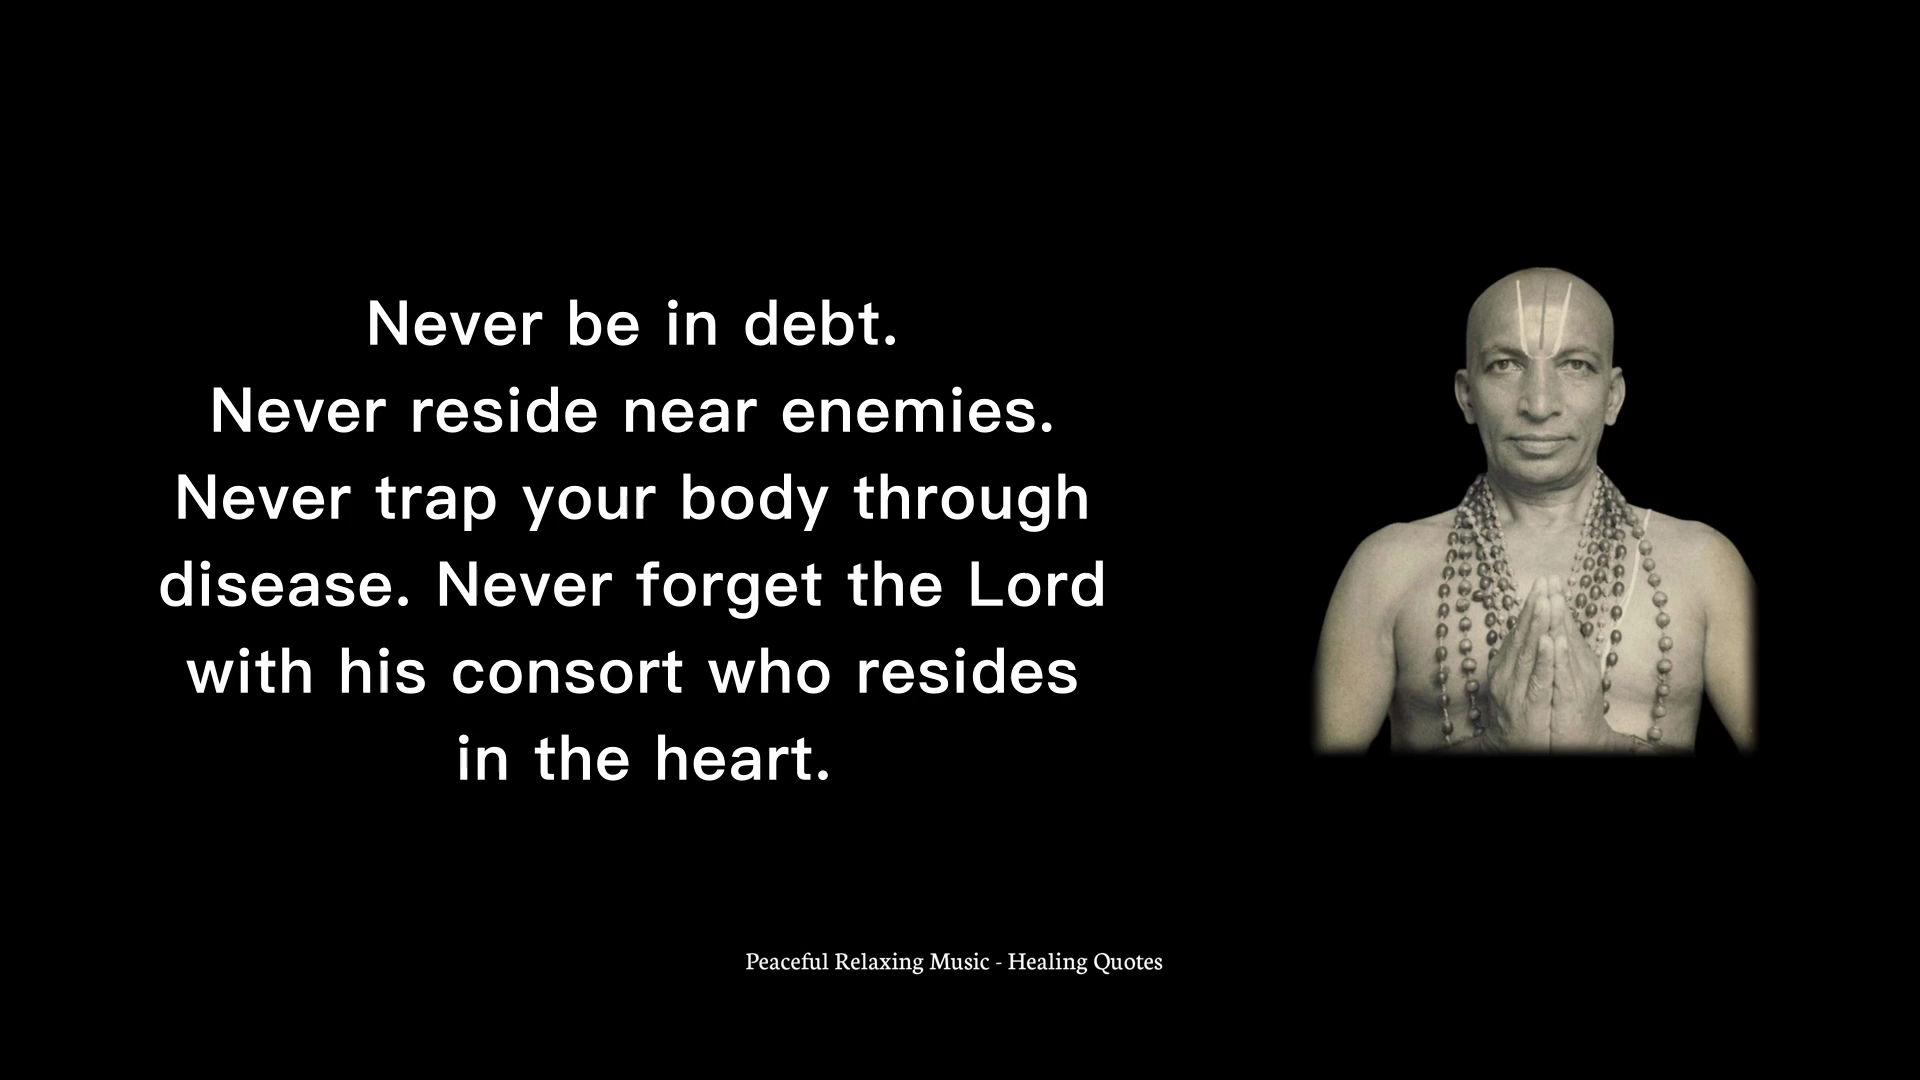 Never be in debt.
Never reside near enemies.
Never trap your body through
disease. Never forget the Lord
with his consort who resides
in the heart.
Peaceful Relaxing Music - Healing Quotes